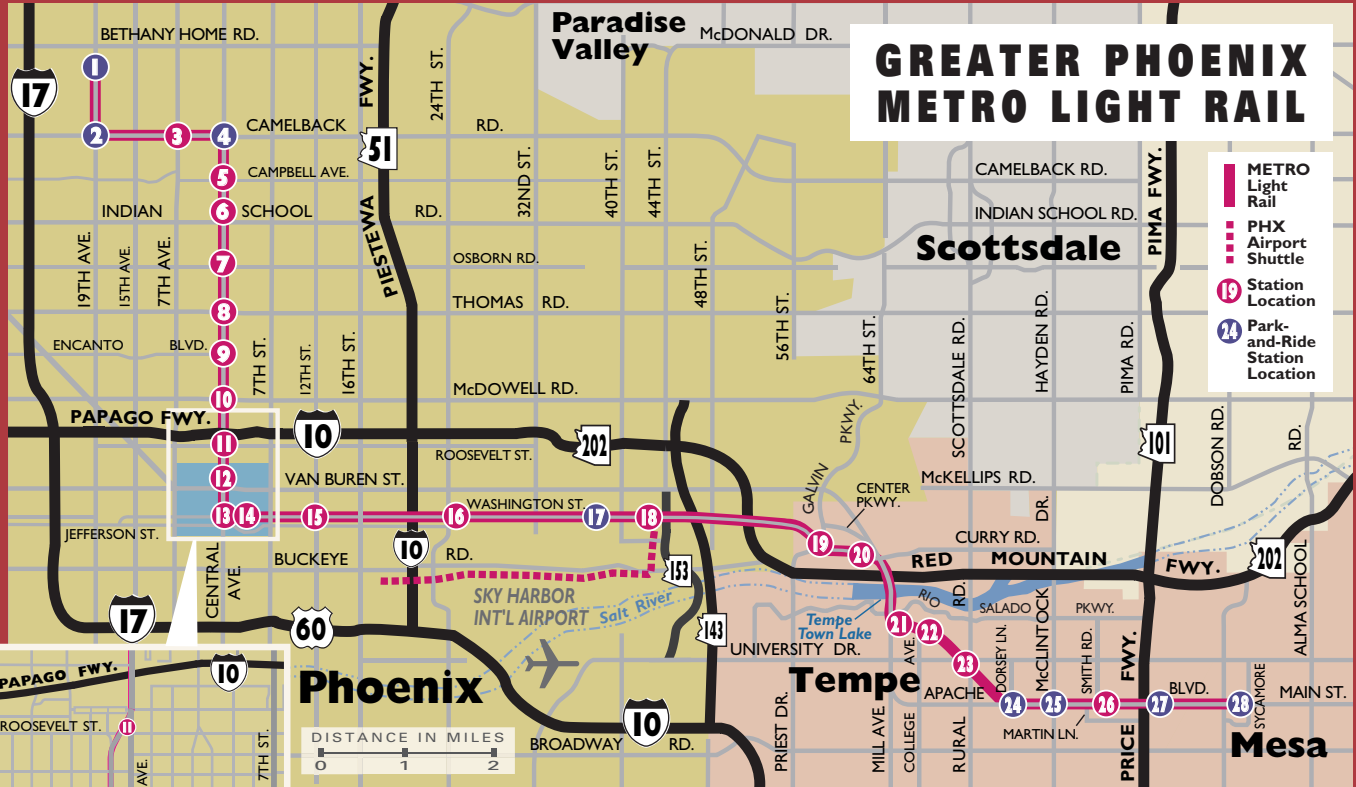 GREATER PHOENIX
METRO LIGHT RAIL
METRO
Light
Rail
PHX
Airport
Shuttle
19
Station
Location
24
Park-
and-Ride
Station
Location
Paradise
Valley
McDONALD DR.
BETHANY HOME RD.
17
1
2
3
4
CAMELBACK
RD.
FWY.
51
24TH ST.
5
CAMPBELL AVE.
32ND ST.
40TH ST.
44TH ST.
CAMELBACK RD.
PIMA FWY.
INDIAN
6
SCHOOL
RD.
INDIAN SCHOOL RD.
PIESTEWA
Scottsdale
19TH AVE.
15TH AVE.
7TH AVE.
7
OSBORN RD.
48TH ST.
8
THOMAS RD.
56TH ST.
64TH ST.
SCOTTSDALE RD.
HAYDEN RD.
PIMA RD.
ENCANTO
BLVD.
9
7TH ST.
12TH ST.
16TH ST.
10
McDOWELL RD.
PAPAGO FWY.
10
11
202
101
PKWY.
GALVIN
DOBSON RD.
RD.
ROOSEVELT ST.
12
VAN BUREN ST.
McKELLIPS RD.
CENTER
PKWY.
DR.
WASHINGTON ST.
13
14
15
16
17
18
19
20
JEFFERSON ST.
CURRY RD.
BUCKEYE
10
RD.
153
RED
MOUNTAIN
FWY.
202
CENTRAL
AVE.
SKY HARBOR
INT'L AIRPORT
Salt River
RIO
SALADO
PKWY.
RD.
McCLINTOCK
ALMA SCHOOL
Tempe
Town Lake
17
60
143
UNIVERSITY DR.
21
22
23
DORSEY LN.
SMITH RD.
FWY.
PAPAGO FWY.
10
Phoenix
Tempe
APACHE
BLVD.
MAIN ST.
SYCAMORE
24
25
26
27
28
ROOSEVELT ST.
11
AVE.
7TH ST.
DISTANCE IN MILES
0
1
2
BROADWAY
10
RD.
PRIEST DR.
MILL AVE
COLLEGE
AVE.
RURAL
MARTIN LN.
PRICE
Mesa